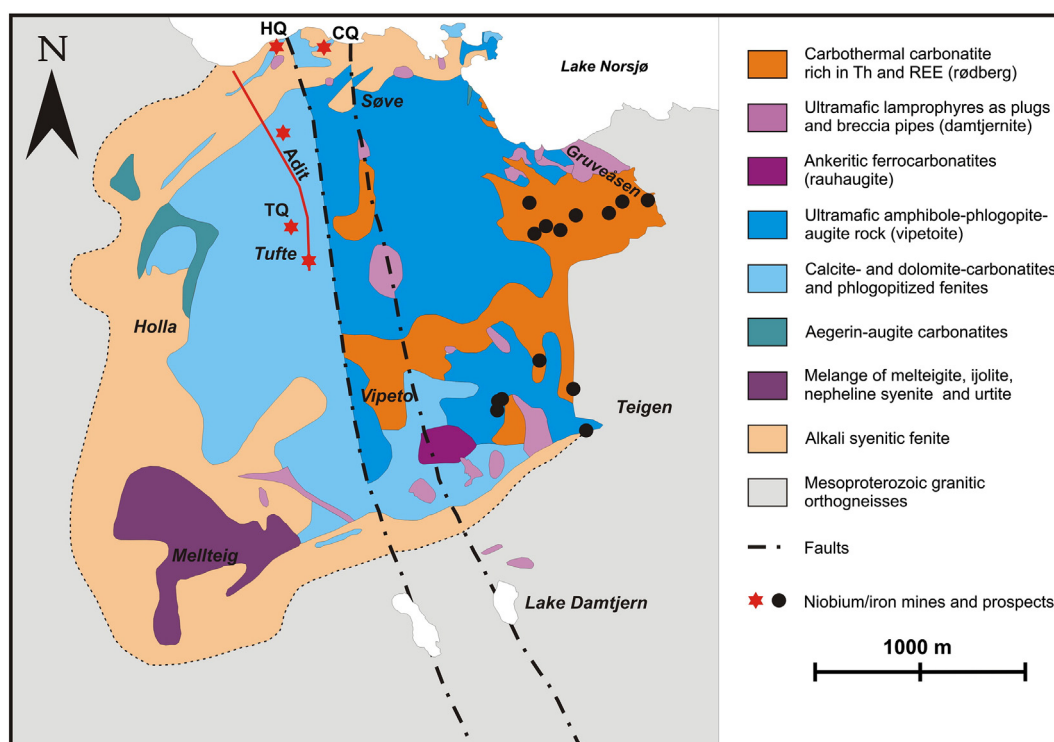 N
HQ
CQ
Lake Norsjø
Søve
Gruveåsen
Adit
TQ
Tufte
Holla
Vipeto
Teigen
Mellteig
Lake Damtjern
Carbothermal carbonatite
rich in Th and REE (rødberg)
Ultramafic lamprophyres as plugs
and breccia pipes (damtjernite)
Ankeritic ferrocarbonatites
(rauhaugite)
Ultramafic amphibole-phlogopite-
augite rock (vipetoite)
Calcite- and dolomite-carbonatites
and phlogopitized fenites
Aegerin-augite carbonatites
Melange of melteigite, ijolite,
nepheline syenite and urtite
Alkali syenitic fenite
Mesoproterozoic granitic
orthogneisses
Faults
Niobium/iron mines and prospects
1000 m